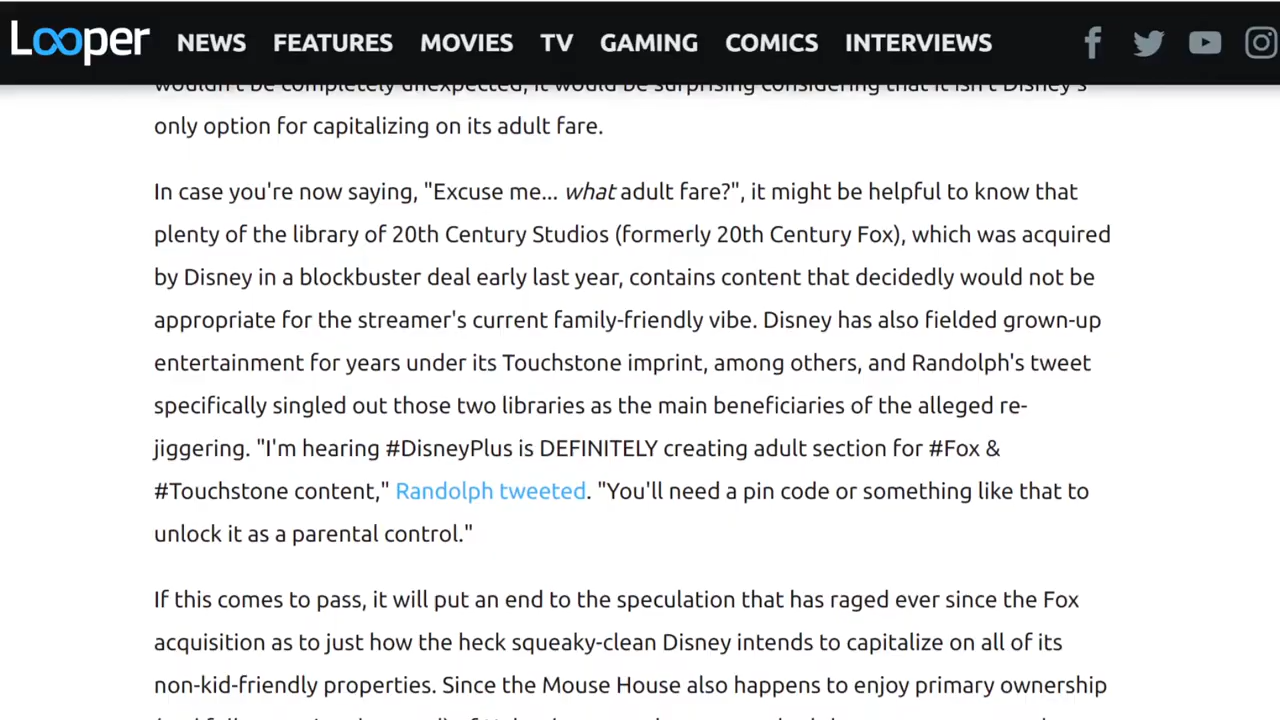 Looper NEWS FEATURES MOVIES TV GAMING COMICS INTERVIEWS
wouldn't be completely unexpected, it would be surprising considering that it isn't Disney's
only option for capitalizing on its adult fare.
In case you're now saying, "Excuse me... what adult fare?", it might be helpful to know that
plenty of the library of 20th Century Studios (formerly 20th Century Fox), which was acquired
by Disney in a blockbuster deal early last year, contains content that decidedly would not be
appropriate for the streamer's current family-friendly vibe. Disney has also fielded grown-up
entertainment for years under its Touchstone imprint, among others, and Randolph's tweet
specifically singled out those two libraries as the main beneficiaries of the alleged re-
jiggering. "I'm hearing #DisneyPlus is DEFINITELY creating adult section for #Fox &
#Touchstone content," Randolph tweeted. "You'll need a pin code or something like that to
unlock it as a parental control."
If this comes to pass, it will put an end to the speculation that has raged ever since the Fox
acquisition as to just how the heck squeaky-clean Disney intends to capitalize on all of its
non-kid-friendly properties. Since the Mouse House also happens to enjoy primary ownership